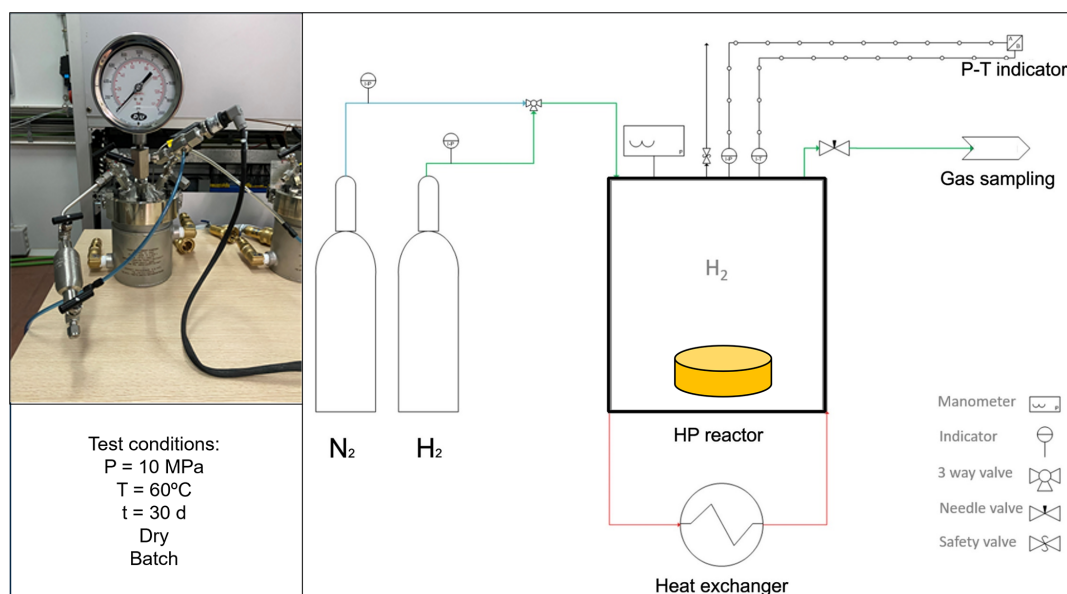 Test conditions:
P = 10 MPa
T = 60ºC
t = 30 d
Dry
Batch
N₂
H₂
I-P
I-P
P
I-P
I-T
A
B
P-T indicator
Gas sampling
H₂
HP reactor
Heat exchanger
Manometer
P
Indicator
3 way valve
Needle valve
Safety valve